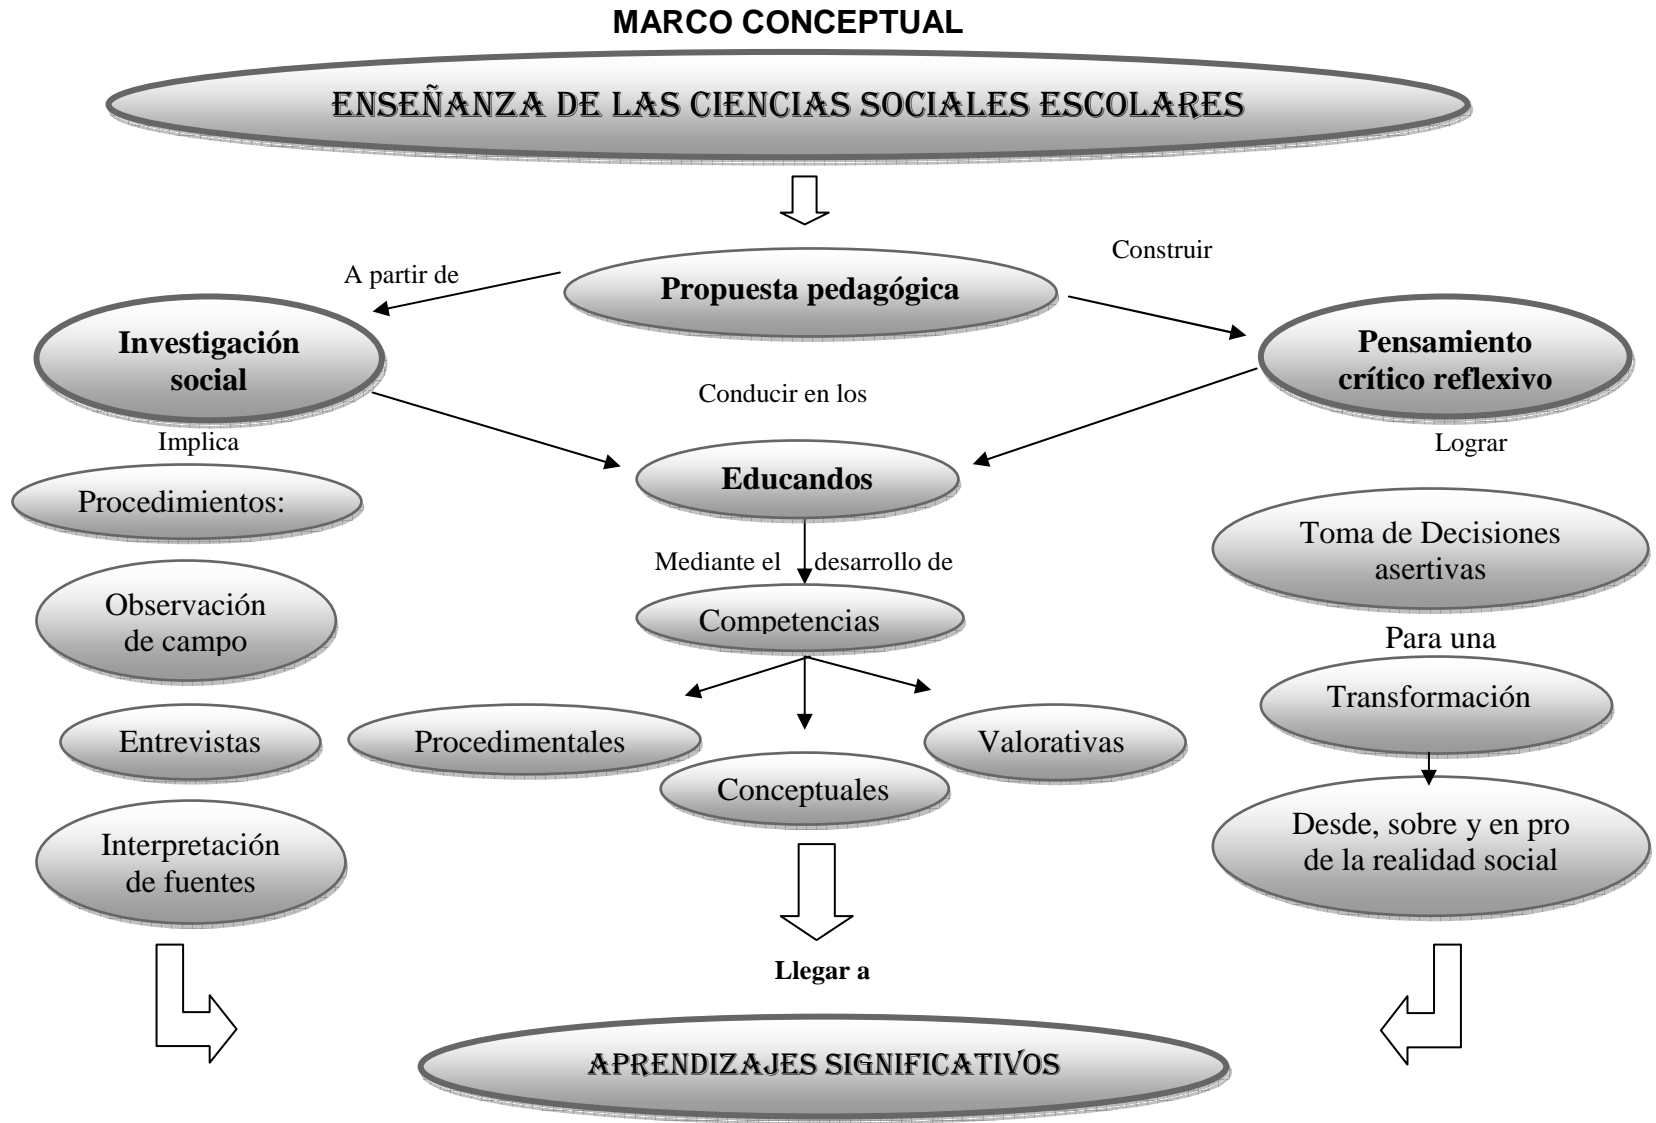 MARCO CONCEPTUAL
ENSEÑANZA DE LAS CIENCIAS SOCIALES ESCOLARES
Construir
A partir de
Propuesta pedagógica
Investigación
social
Pensamiento
crítico reflexivo
Conducir en los
Implica
Lograr
Educandos
Procedimientos:
Toma de Decisiones
asertivas
Mediante el desarrollo de
Observación
de campo
Competencias
Para una
Transformación
Entrevistas
Procedimentales
Valorativas
Conceptuales
Interpretación
de fuentes
Desde, sobre y en pro
de la realidad social
Llegar a
APRENDIZAJES SIGNIFICATIVOS